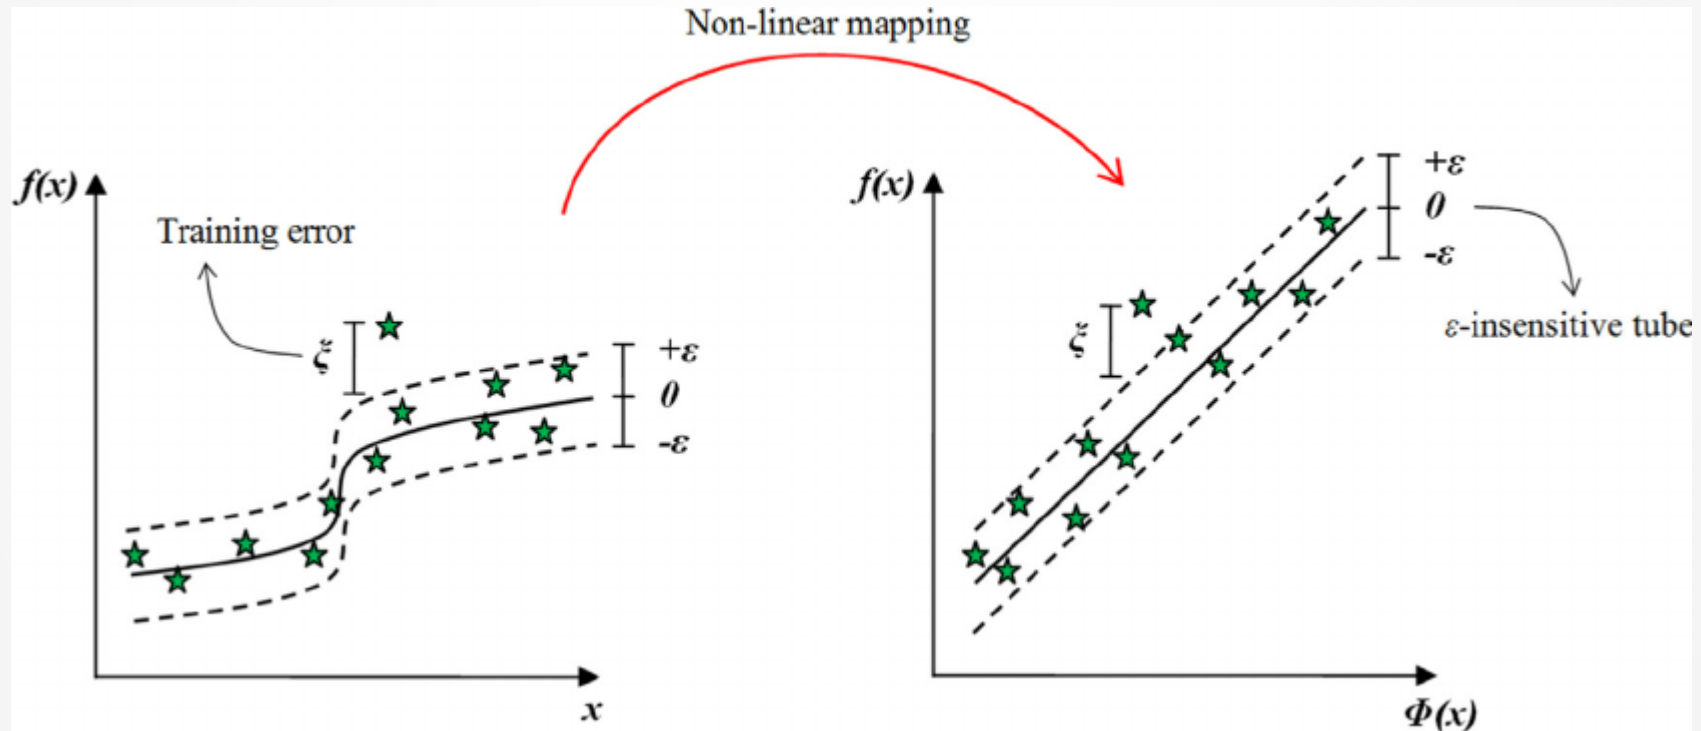 Non-linear mapping
f(x)
Training error
ξ
+ε
0
-ε
x
f(x)
+ε
0
-ε
ε-insensitive tube
ξ
Φ(x)